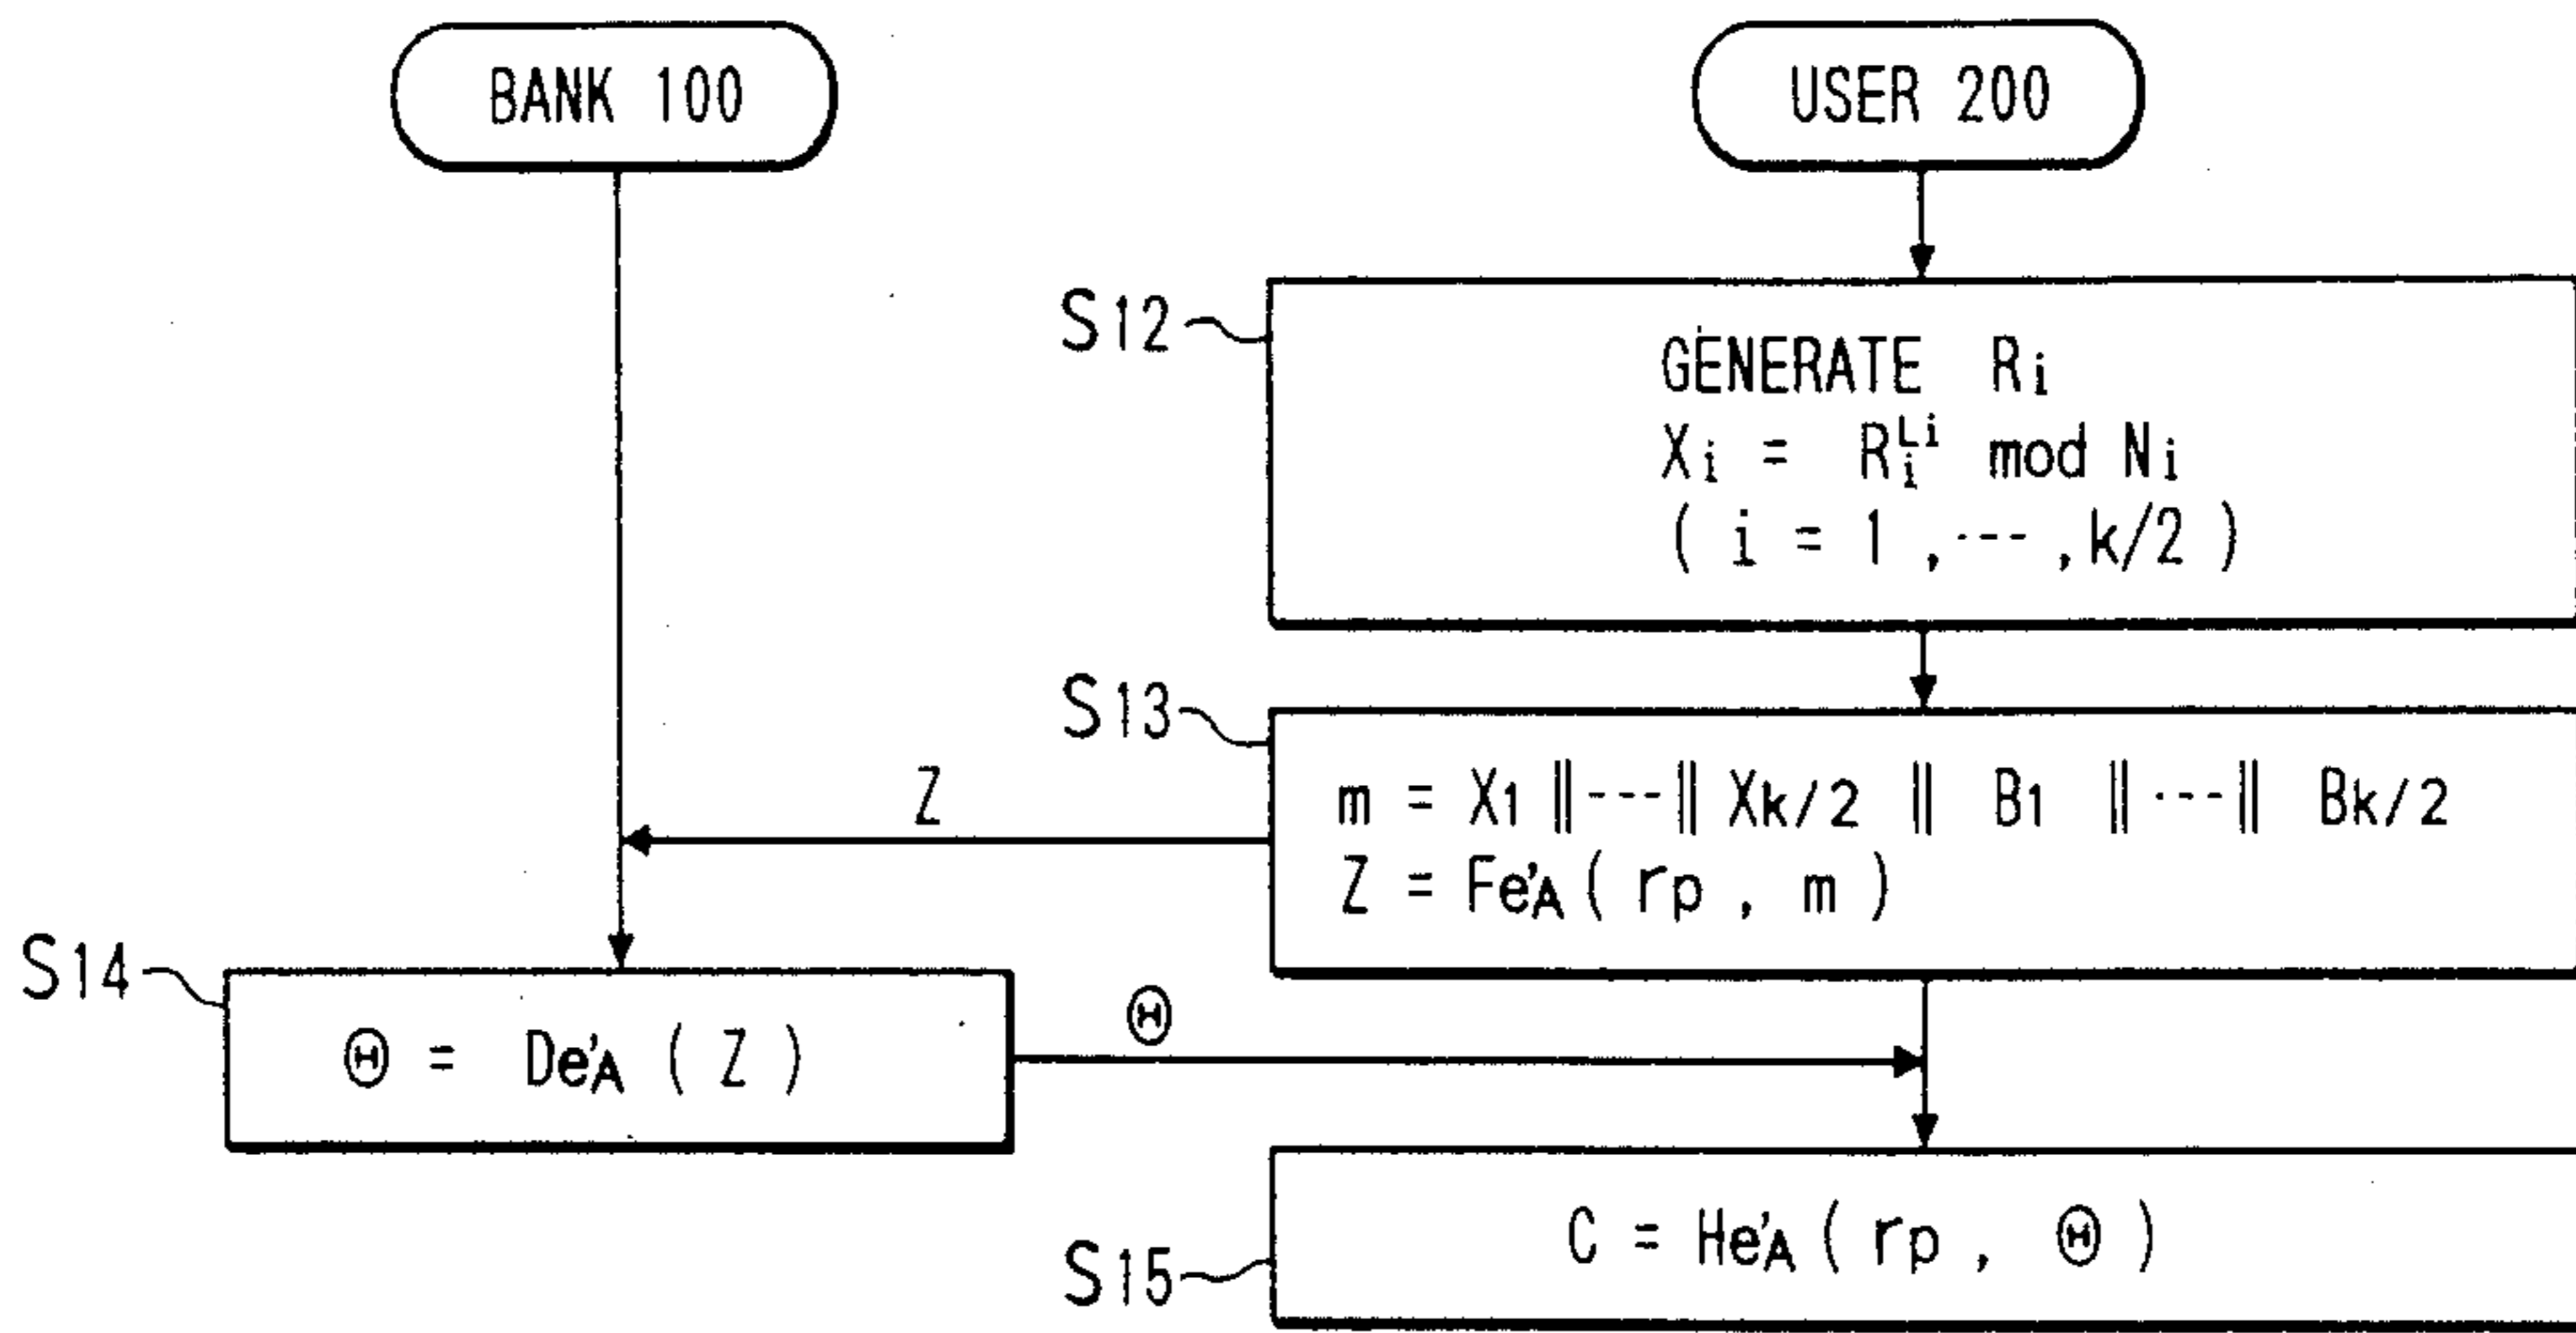 BANK 100
USER 200
S12
GENERATE Ri
Xi = Ri^Li mod Ni
( i = 1 , --- , k/2 )
S13
m = X1 ‖---‖ Xk/2 ‖ B1 ‖---‖ Bk/2
Z = Fe'A ( rp , m )
Z
S14
Θ = De'A ( Z )
Θ
S15
C = He'A ( rp , Θ )